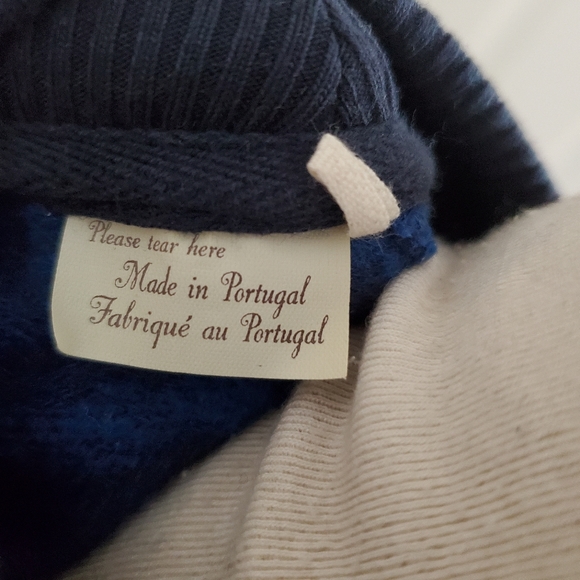 Please tear here
Made in Portugal
Fabriqué au Portugal